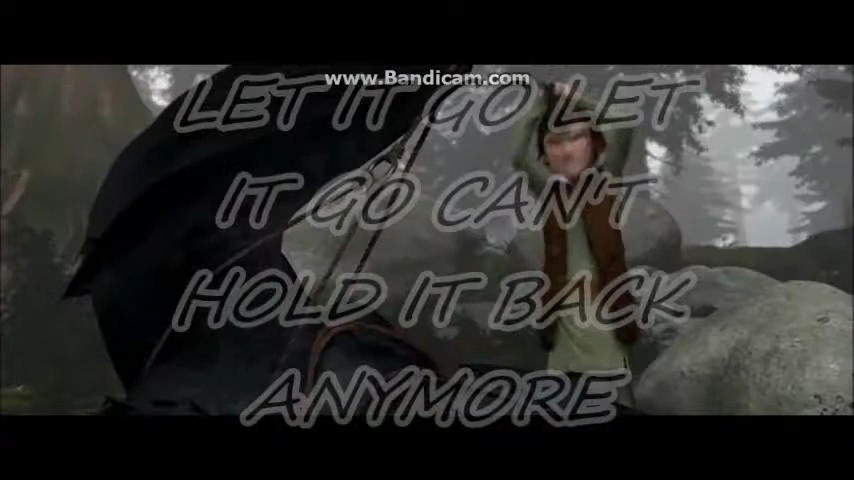 www.Bandicam.com
LET IT GO LET
IT GO CAN'T
HOLD IT BACK
ANYMORE